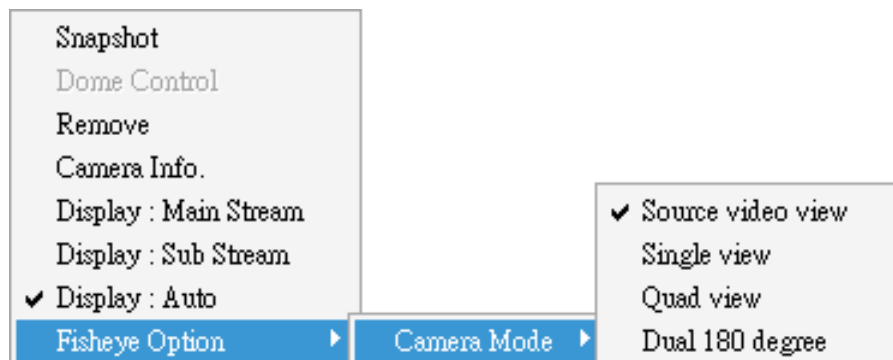 Snapshot
Dome Control
Remove
Camera Info.
Display : Main Stream
Display : Sub Stream
Display : Auto
Fisheye Option
Camera Mode
Source video view
Single view
Quad view
Dual 180 degree